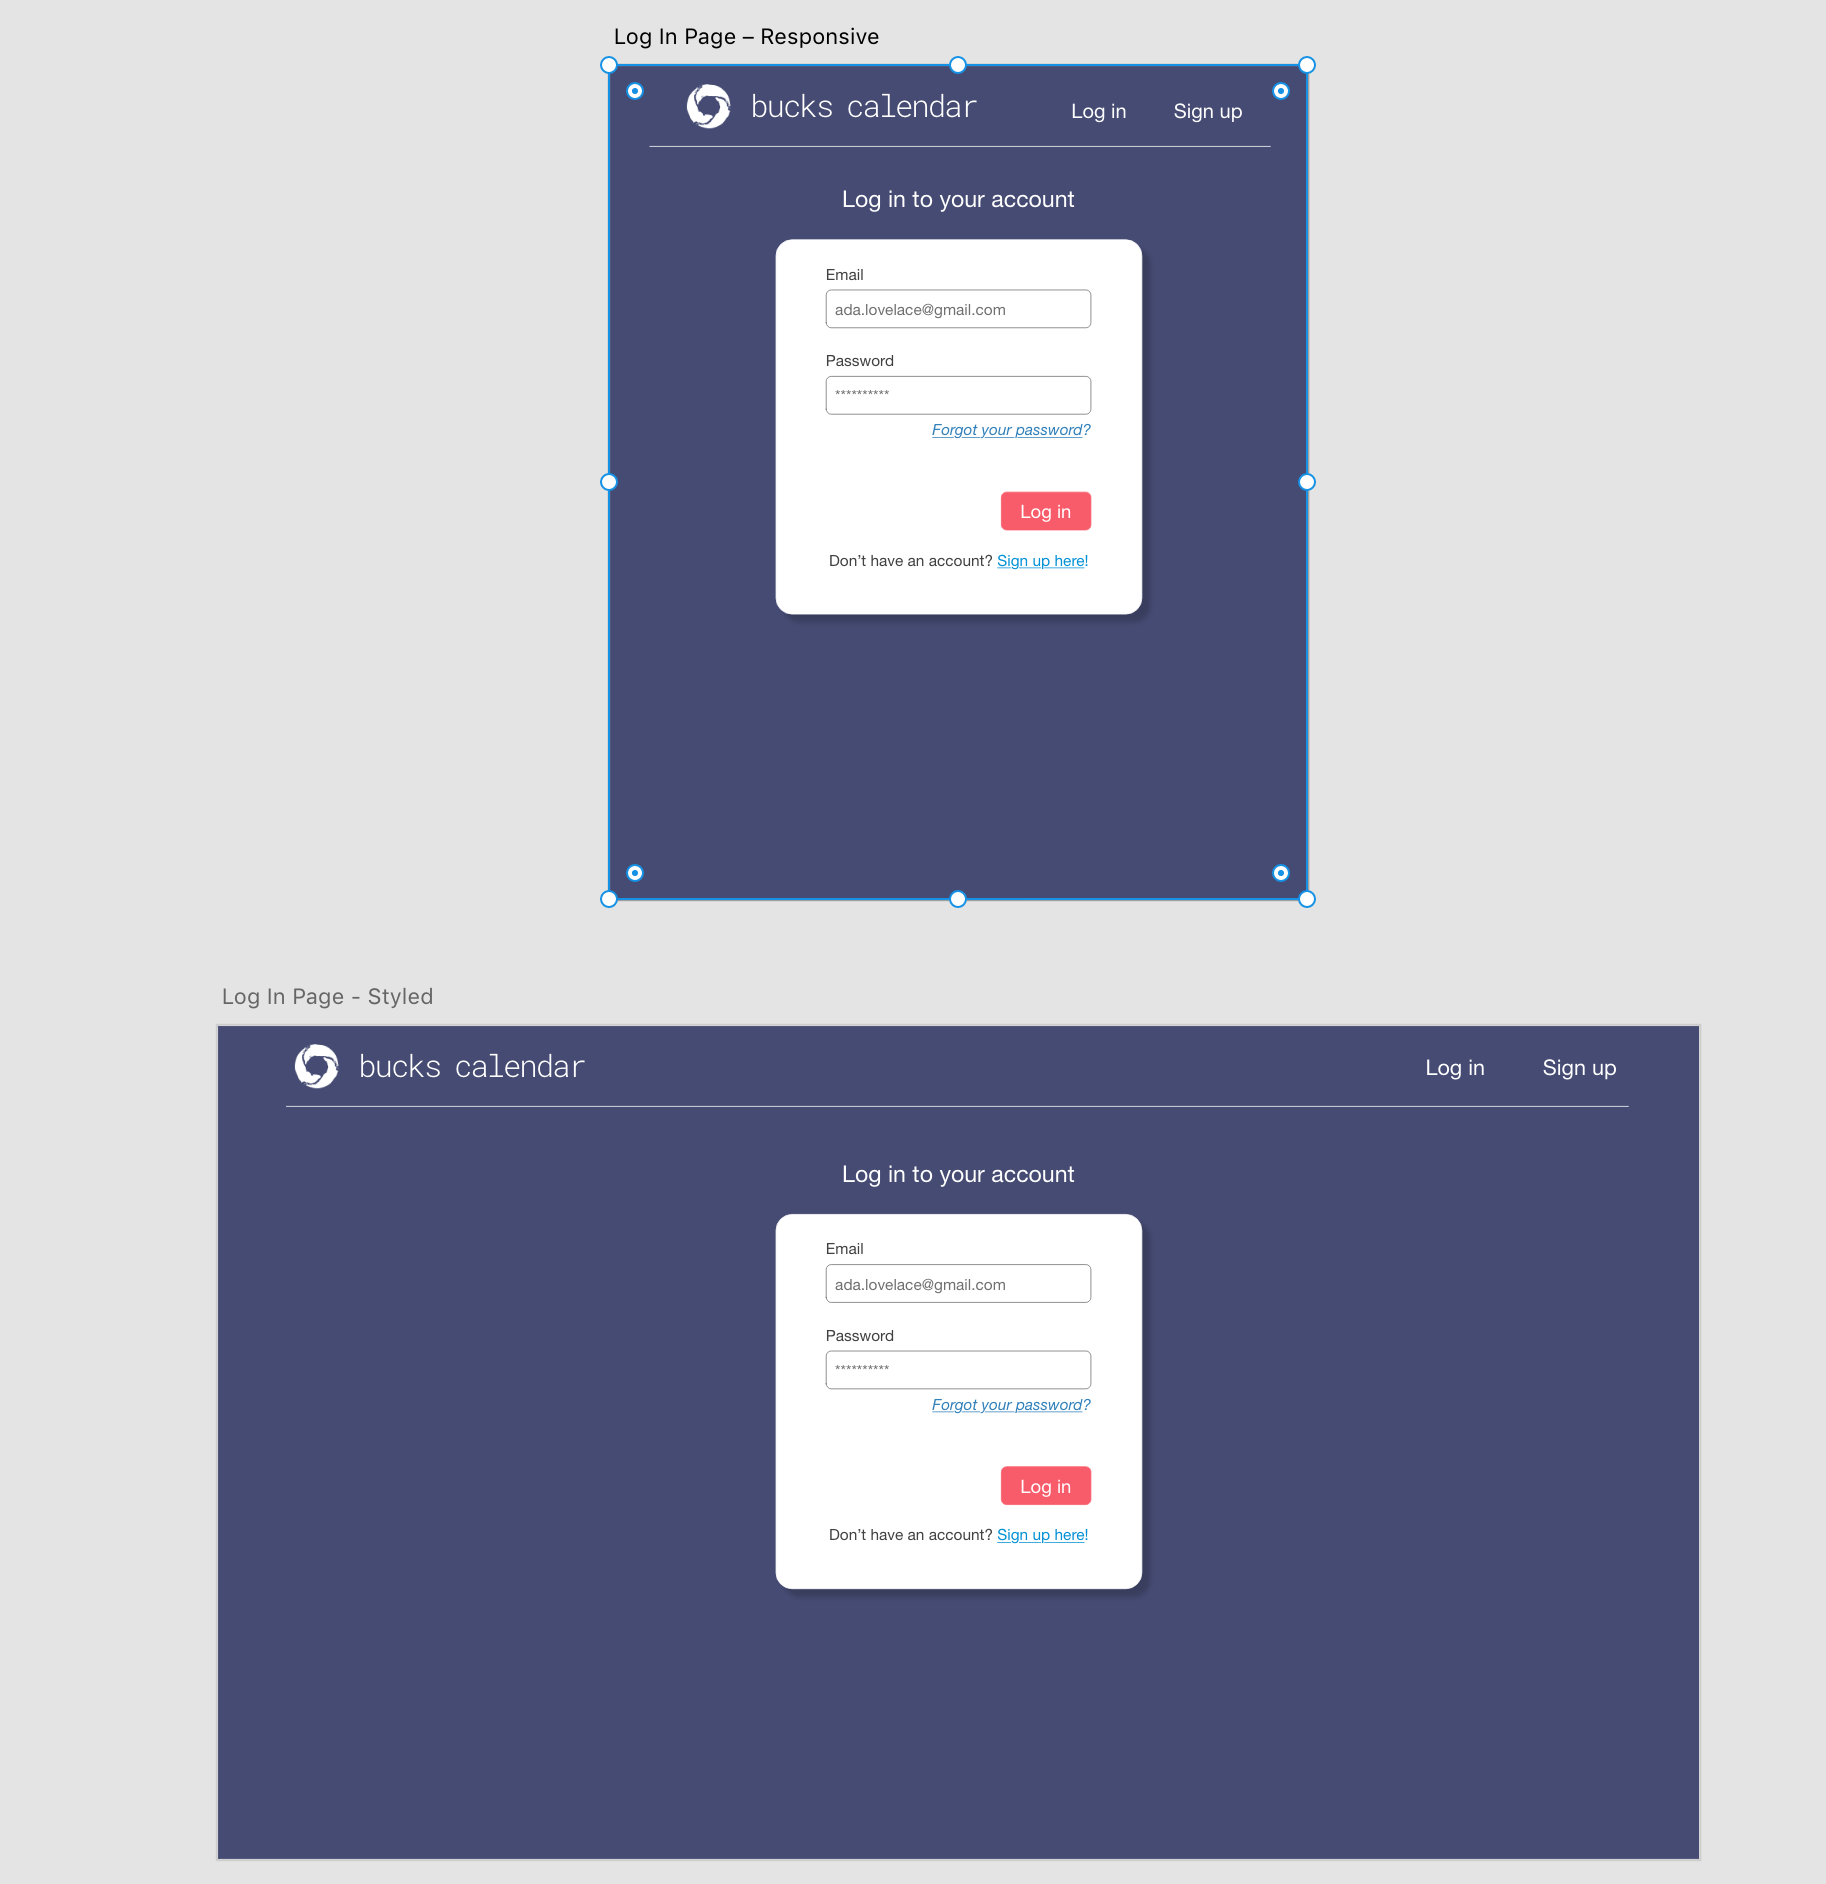 Log In Page – Responsive
bucks calendar Log in Sign up
Log in to your account
Email
ada.lovelace@gmail.com
Password
**********
Forgot your password?
Log in
Don’t have an account? Sign up here!
Log In Page - Styled
bucks calendar Log in Sign up
Log in to your account
Email
ada.lovelace@gmail.com
Password
**********
Forgot your password?
Log in
Don’t have an account? Sign up here!